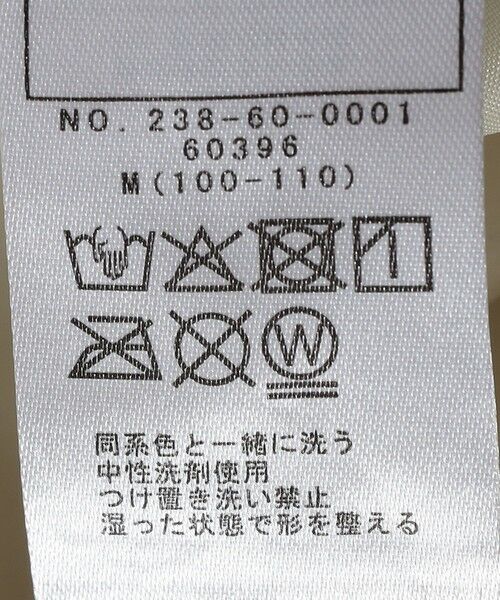 NO. 238-60-0001
60396
M(100-110)
W
同系色と一緒に洗う
中性洗剤使用
つけ置き洗い禁止
湿った状態で形を整える